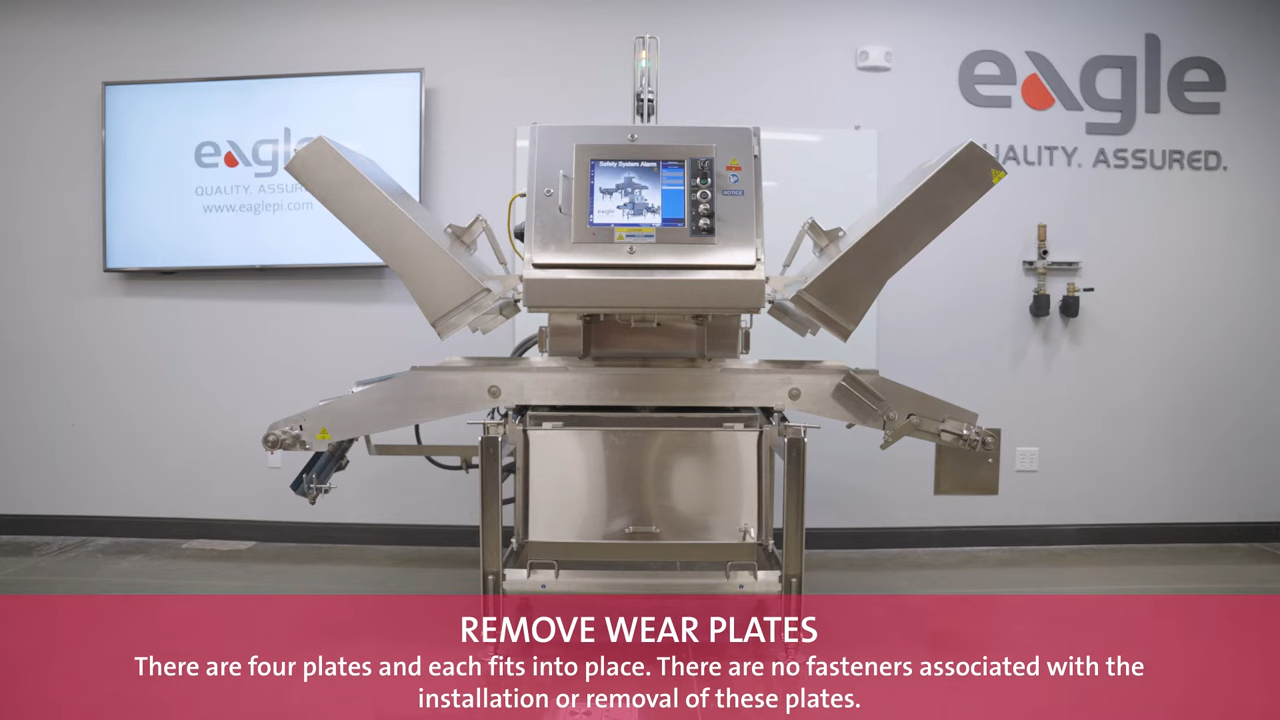 eagle
QUALITY. ASSURED.
eagle
QUALITY. ASSUR
www.eaglepi.com
Safety System Alarm
NOTICE
REMOVE WEAR PLATES
There are four plates and each fits into place. There are no fasteners associated with the
installation or removal of these plates.